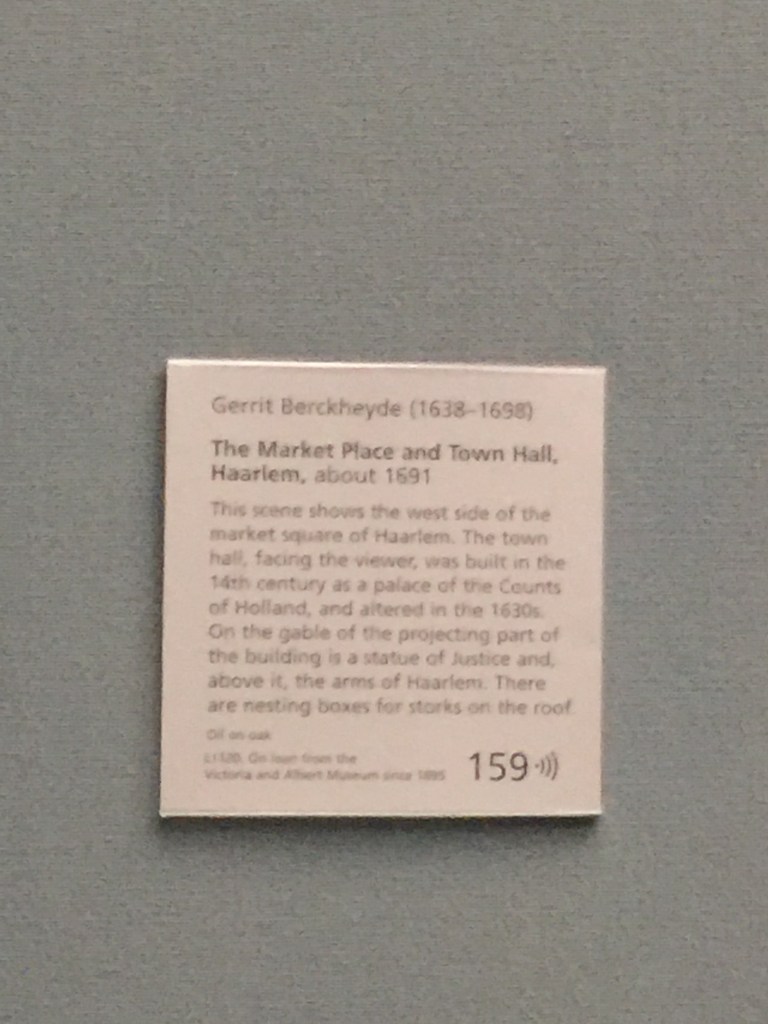 Gerrit Berckheyde (1638–1698)
The Market Place and Town Hall,
Haarlem, about 1691
This scene shows the west side of the
market square of Haarlem. The town
hall, facing the viewer, was built in the
14th century as a palace of the Counts
of Holland, and altered in the 1630s.
On the gable of the projecting part of
the building is a statue of Justice and,
above it, the arms of Haarlem. There
are nesting boxes for storks on the roof.
Oil on oak
On loan from the
Victoria and Albert Museum since 1895
159